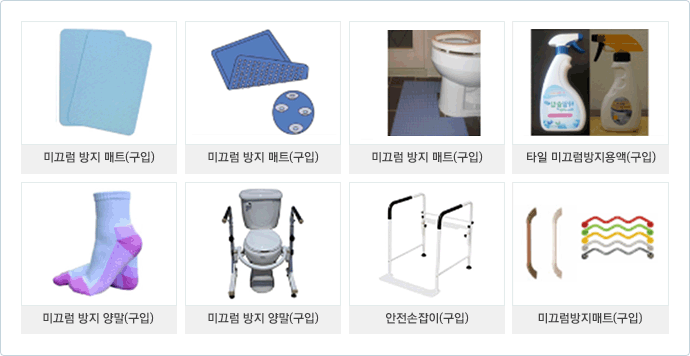 미끄럼 방지 매트(구입)
미끄럼 방지 매트(구입)
미끄럼 방지 매트(구입)
타일 미끄럼방지용액(구입)
미끄럼 방지 양말(구입)
미끄럼 방지 양말(구입)
안전손잡이(구입)
미끄럼방지매트(구입)